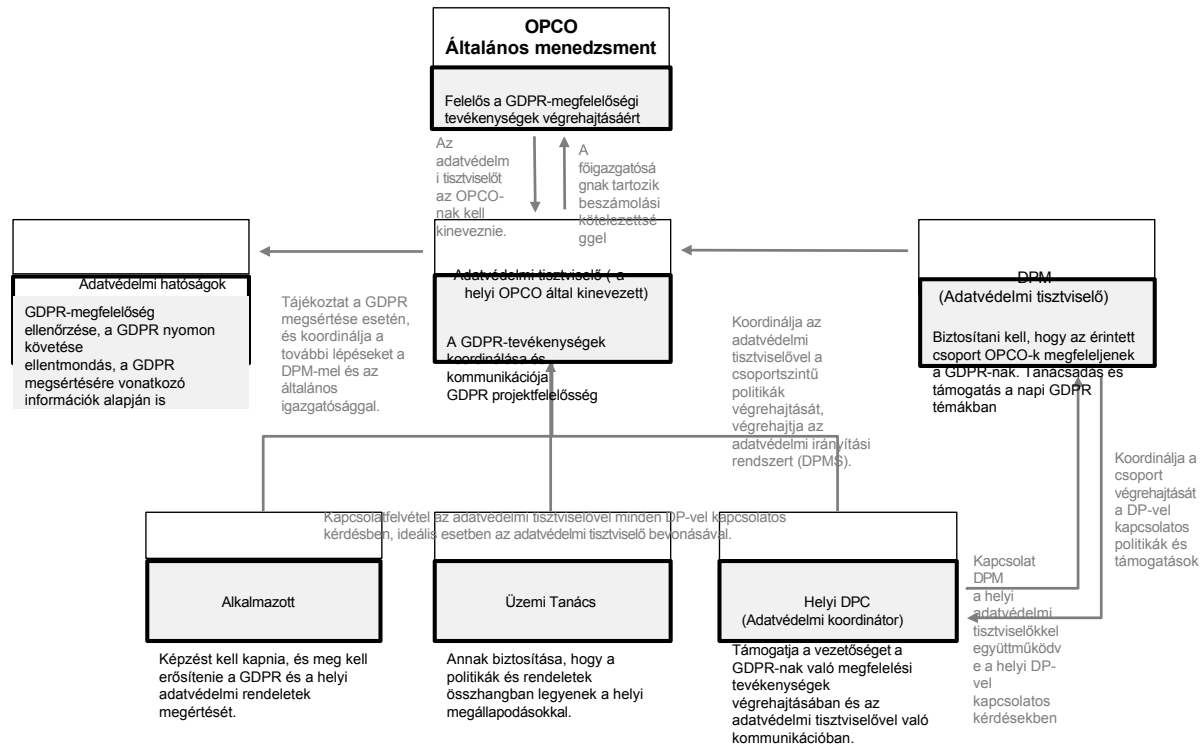 OPCO
Általános menedzsment
Felelős a GDPR-megfelelőségi
tevékenységek végrehajtásáért
Az
adatvédelm
i tisztviselőt
az OPCO-
nak kell
kineveznie.
A
főigazgatósá
gnak tartozik
beszámolási
kötelezettsé
ggel
Adatvédelmi hatóságok
GDPR-megfelelőség
ellenőrzése, a GDPR nyomon
követése
ellentmondás, a GDPR
megsértésére vonatkozó
információk alapján is
Tájékoztat a GDPR
megsértése esetén,
és koordinálja a
további lépéseket a
DPM-mel és az
általános
igazgatósággal.
Adatvédelmi tisztviselő (-a
helyi OPCO által kinevezett)
A GDPR-tevékenységek
koordinálása és
kommunikációja
GDPR projektfelelősség
Koordinálja az
adatvédelmi
tisztviselővel a
csoportszintű
politikák
végrehajtását,
végrehajtja az
adatvédelmi irányítási
rendszert (DPMS).
DPM
(Adatvédelmi tisztviselő)
Biztosítani kell, hogy az érintett
csoport OPCO-k megfeleljenek
a GDPR-nak. Tanácsadás és
támogatás a napi GDPR
témákban
Koordinálja a
csoport
végrehajtását
a DP-vel
kapcsolatos
politikák és
támogatások
Kapcsolatfelvétel az adatvédelmi tisztviselővel minden DP-vel kapcsolatos
kérdésben, ideális esetben az adatvédelmi tisztviselő bevonásával.
Alkalmazott
Képzést kell kapnia, és meg kell
erősítenie a GDPR és a helyi
adatvédelmi rendeletek
megértését.
Üzemi Tanács
Annak biztosítása, hogy a
politikák és rendeletek
összhangban legyenek a helyi
megállapodásokkal.
Helyi DPC
(Adatvédelmi koordinátor)
Támogatja a vezetőséget a
GDPR-nak való megfelelési
tevékenységek
végrehajtásában és az
adatvédelmi tisztviselővel való
kommunikációban.
Kapcsolat
DPM
a helyi
adatvédelmi
tisztviselőkkel
együttműködv
e a helyi DP-
vel
kapcsolatos
kérdésekben